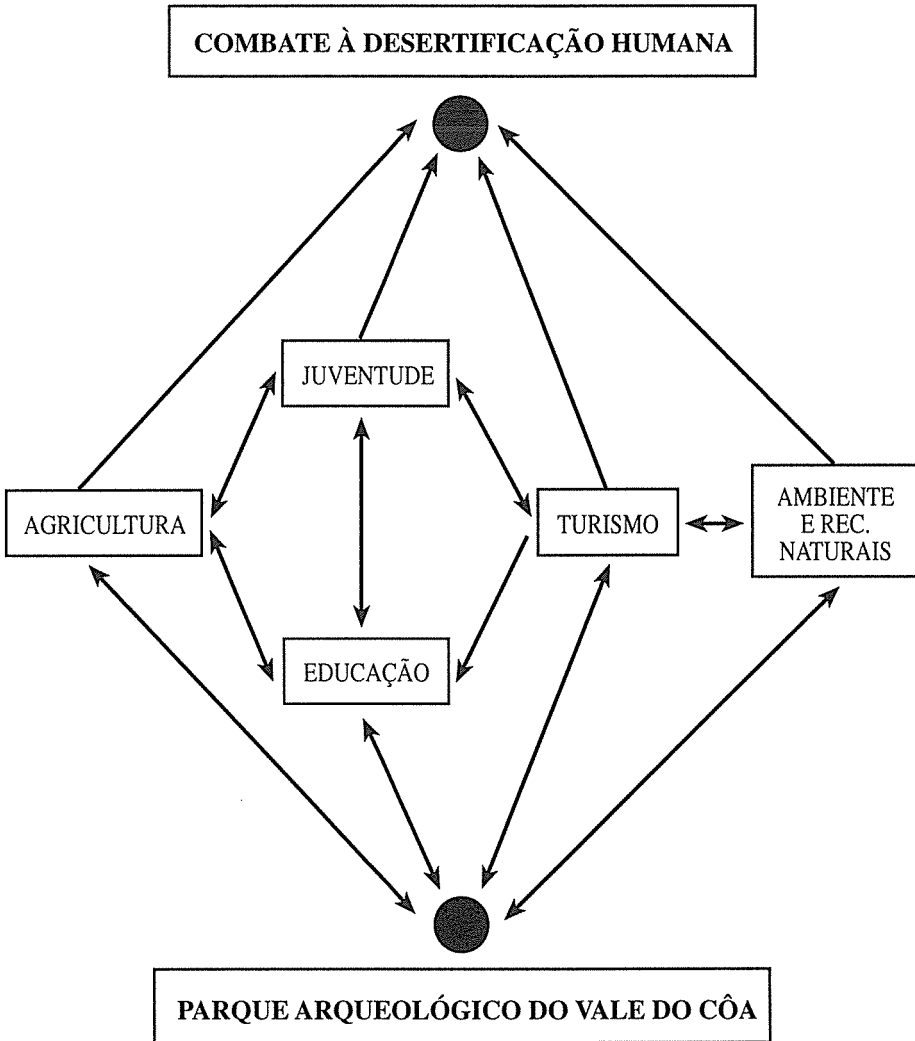 COMBATE À DESERTIFICAÇÃO HUMANA
JUVENTUDE
AGRICULTURA
TURISMO
AMBIENTE
E REC.
NATURAIS
EDUCAÇÃO
PARQUE ARQUEOLÓGICO DO VALE DO CÔA